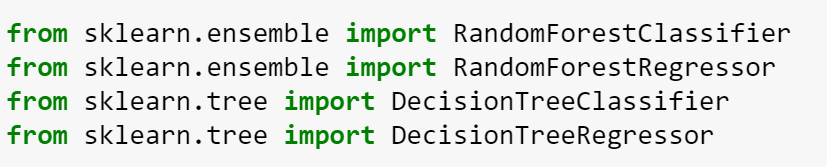 from sklearn.ensemble import RandomForestClassifier
from sklearn.ensemble import RandomForestRegressor
from sklearn.tree import DecisionTreeClassifier
from sklearn.tree import DecisionTreeRegressor